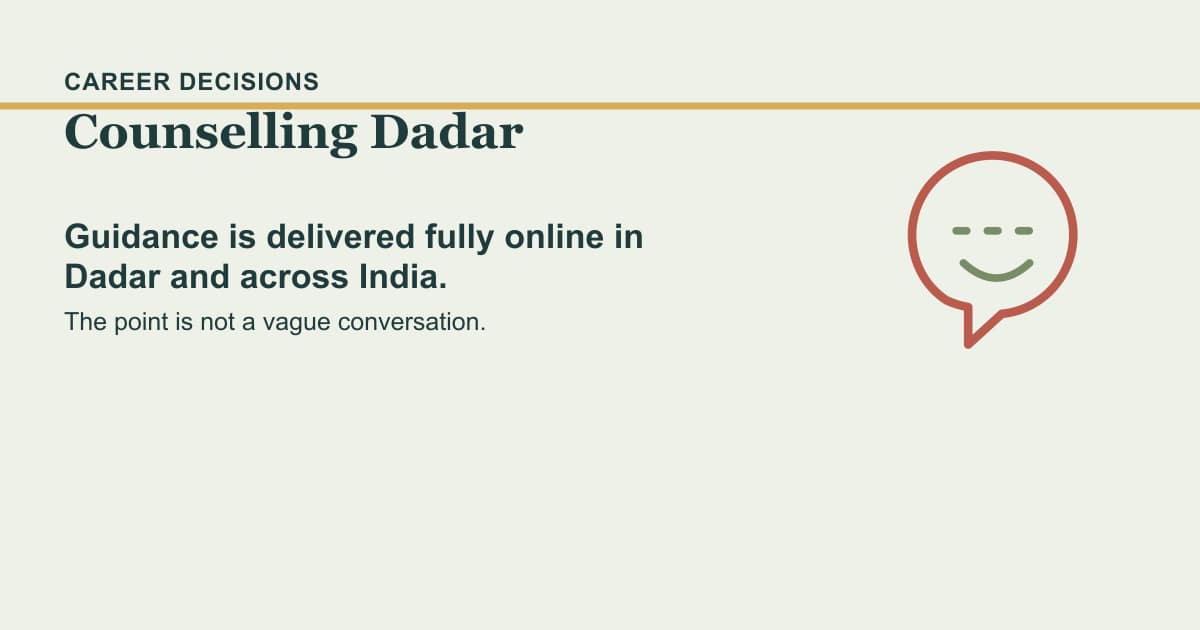 CAREER DECISIONS
Counselling Dadar
Guidance is delivered fully online in
Dadar and across India.
The point is not a vague conversation.